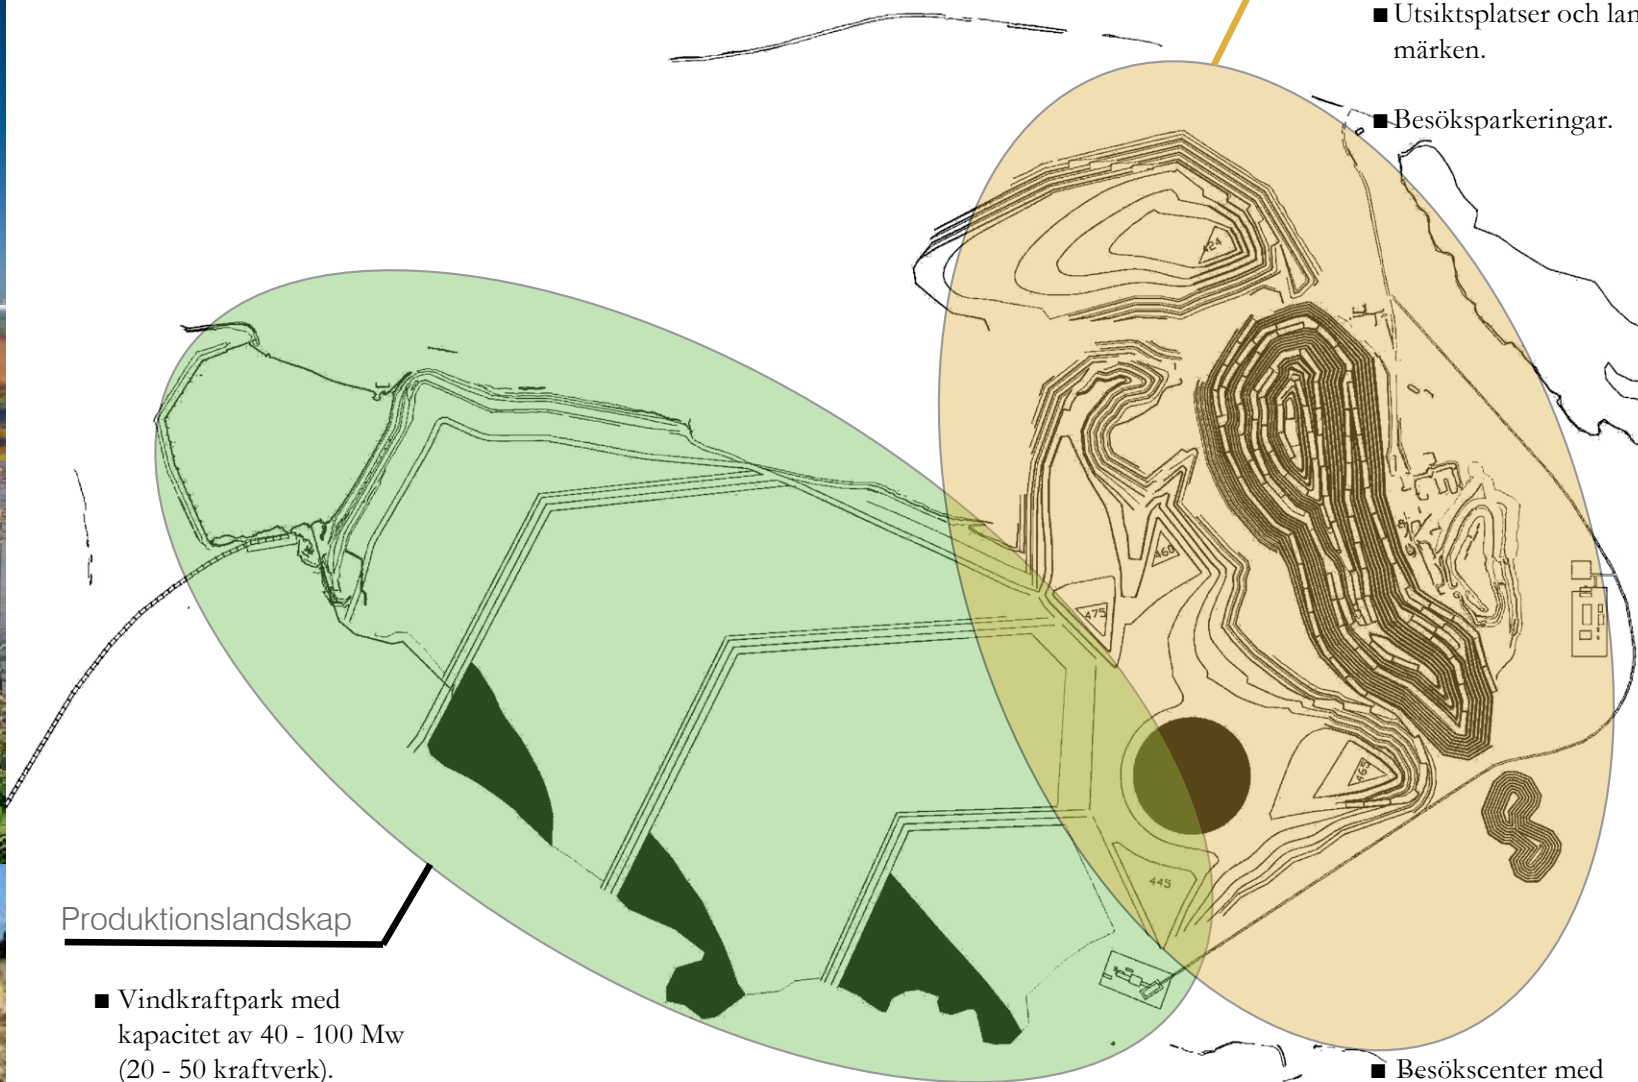 ■ Utsiktsplatser och lan
märken.
■ Besöksparkeringar.
424
460
475
465
445
Produktionslandskap
■ Vindkraftpark med
kapacitet av 40 - 100 Mw
(20 - 50 kraftverk).
■ Besökscenter med